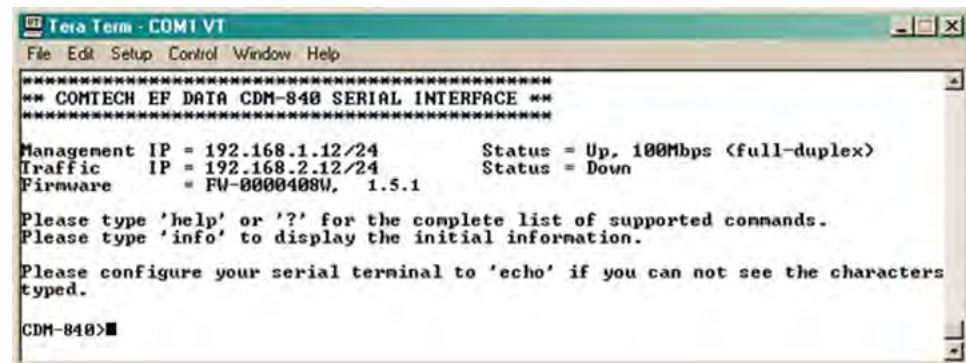 Tera Term - COM1 VT
File Edit Setup Control Window Help
**********************************************
** COMTECH EF DATA CDM-840 SERIAL INTERFACE **
**********************************************
Management IP = 192.168.1.12/24 Status = Up, 100Mbps (full-duplex)
Traffic IP = 192.168.2.12/24 Status = Down
Firmware = FW-0000408W, 1.5.1
Please type 'help' or '?' for the complete list of supported commands.
Please type 'info' to display the initial information.
Please configure your serial terminal to 'echo' if you can not see the characters
typed.
CDM-840>